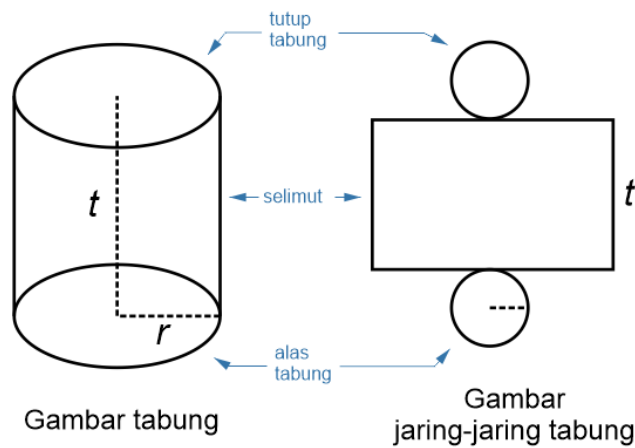 tutup
tabung
t
selimut
t
r
alas
tabung
Gambar tabung
Gambar
jaring-jaring tabung